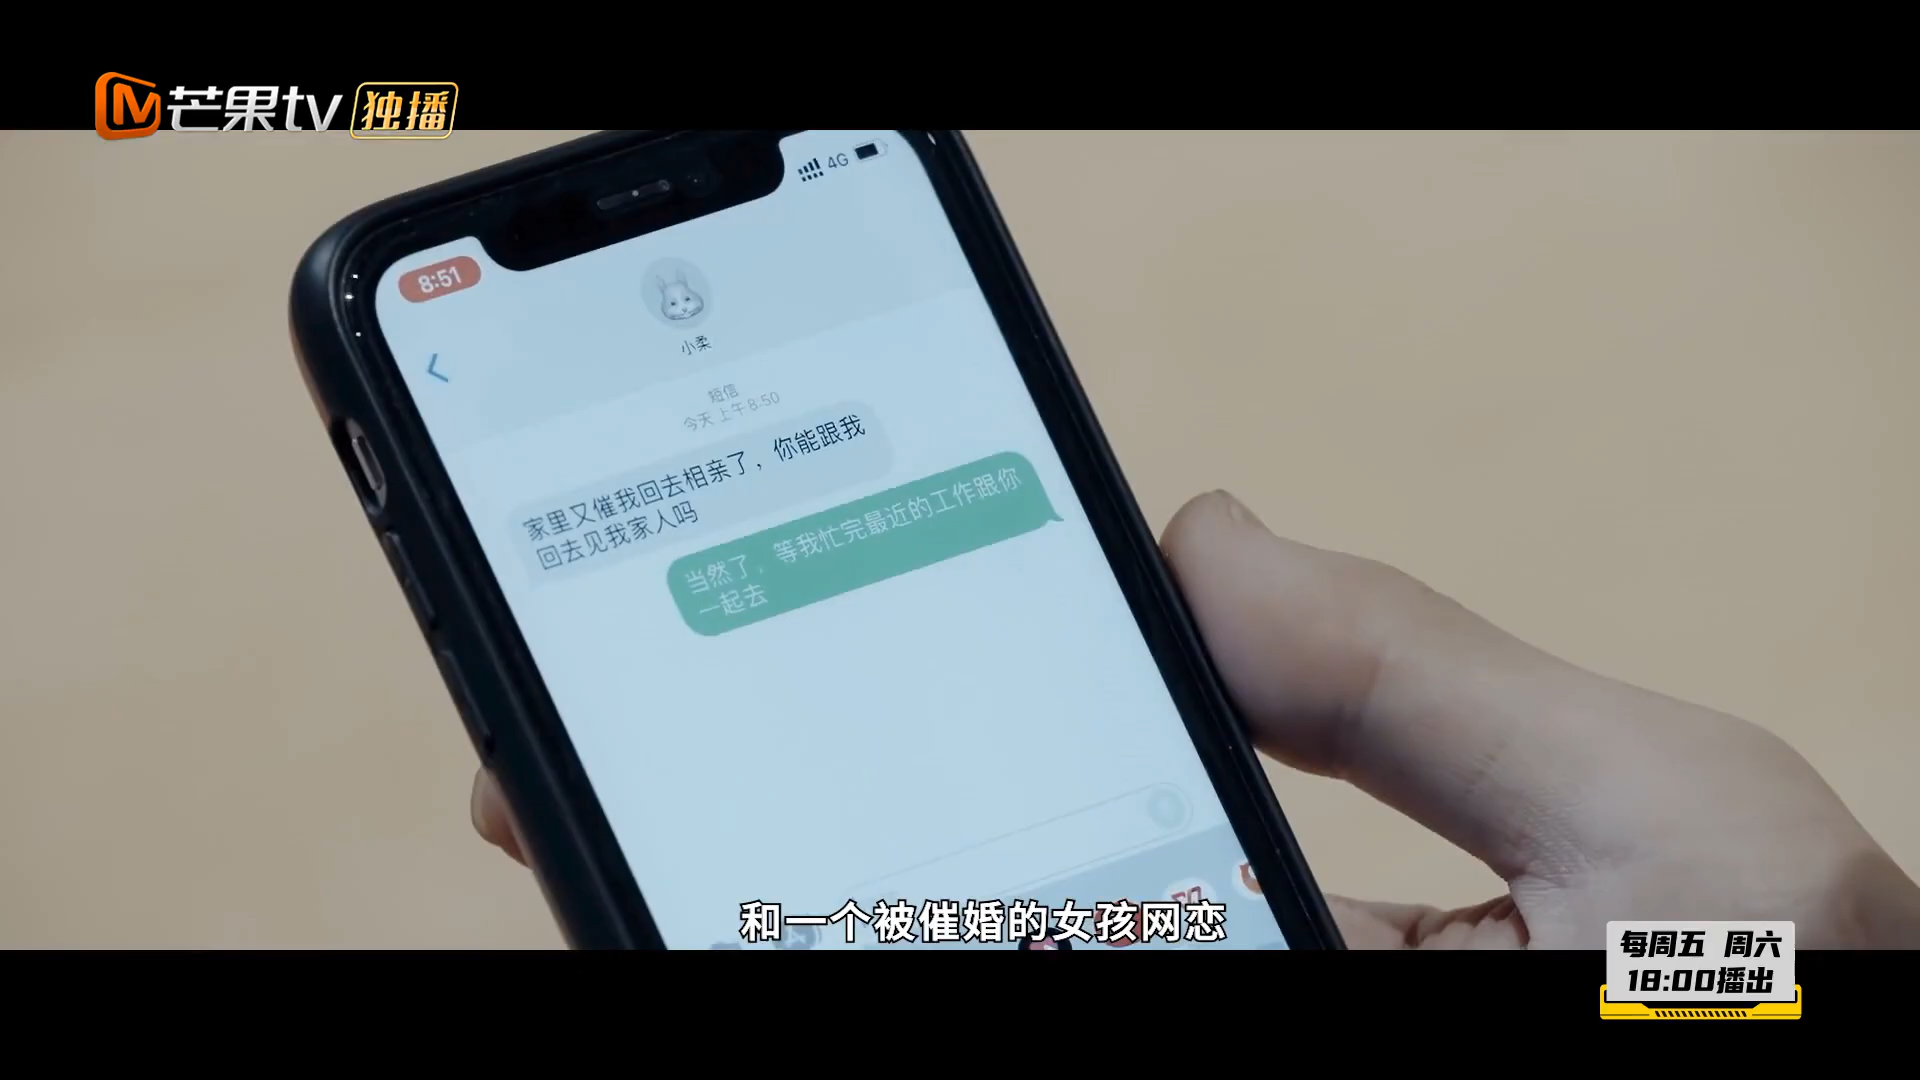 芒果tv 独播
4G
8:51
小柔
短信
今天 上午 8:50
家里又催我回去相亲了，你能跟我
回去见我家人吗
当然了，等我忙完最近的工作跟你
一起去
和一个被催婚的女孩网恋
每周五 周六
18:00播出